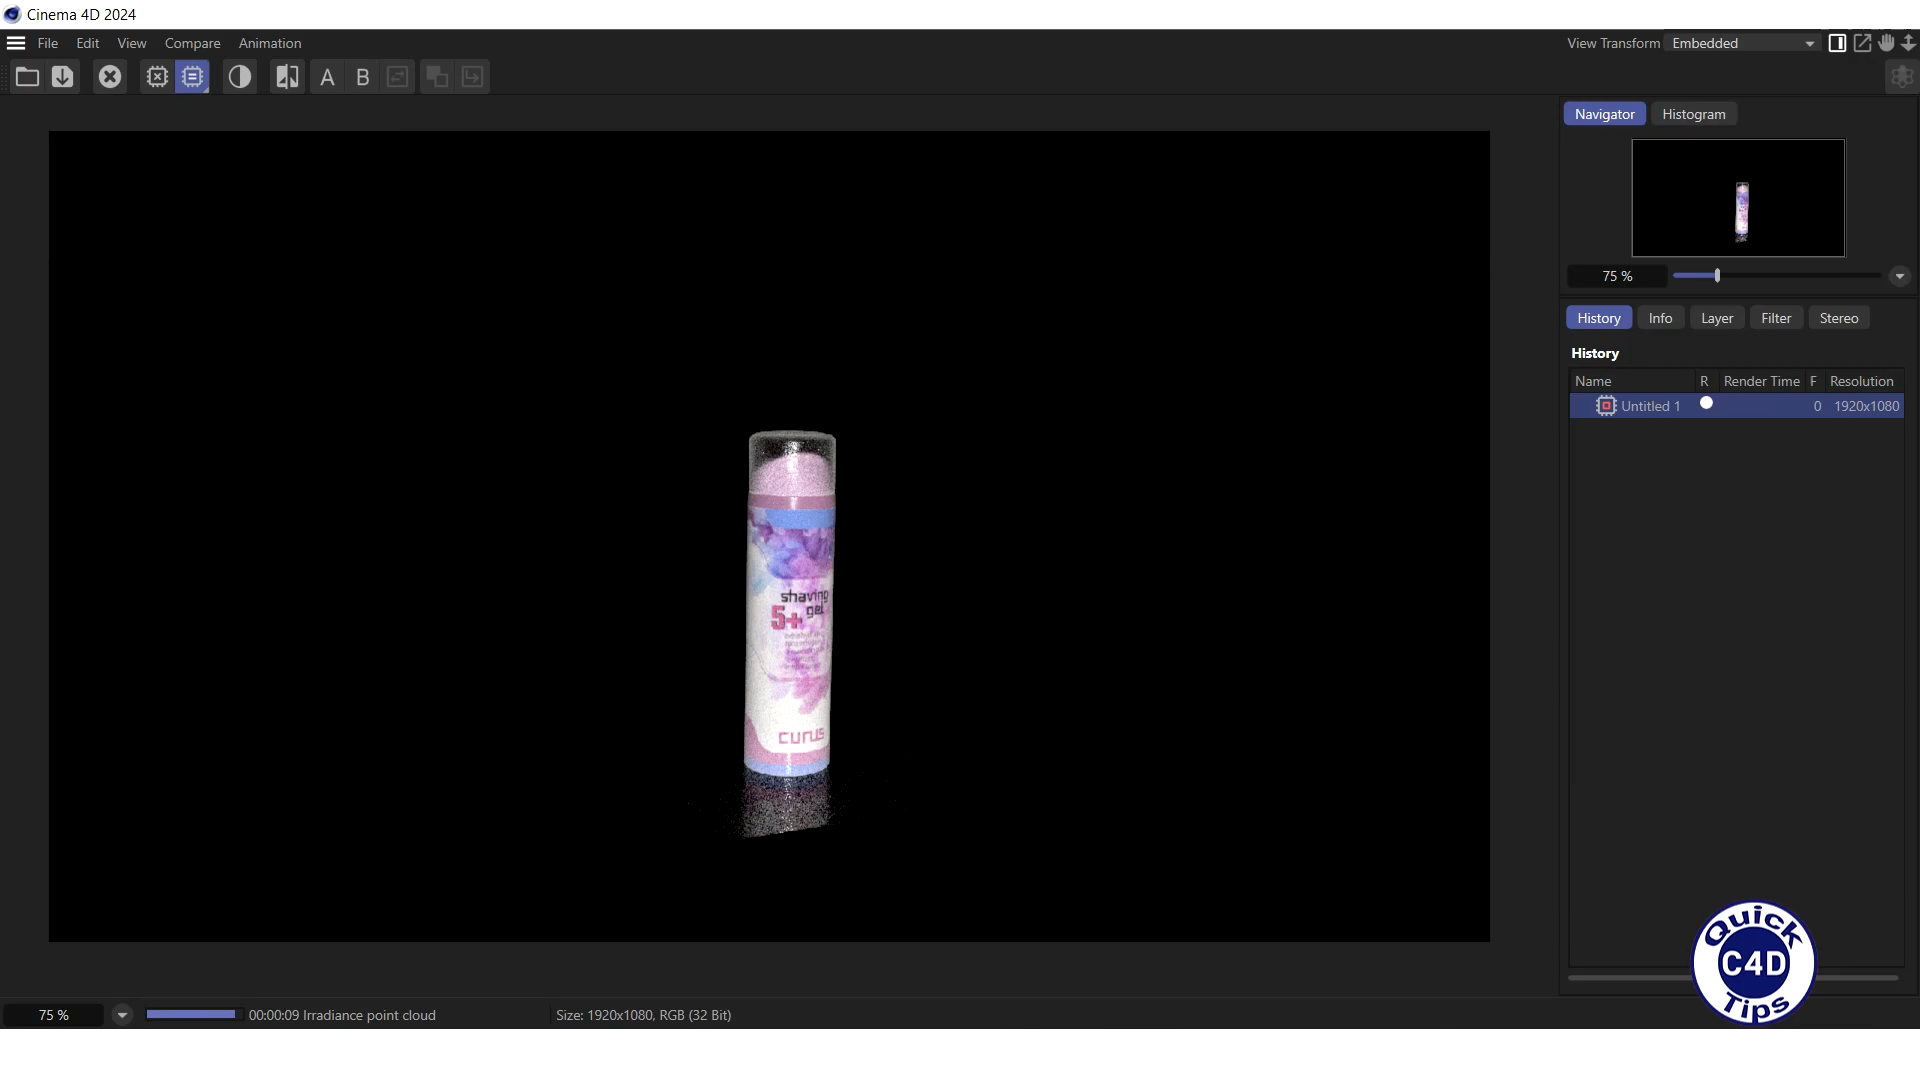 Cinema 4D 2024
File Edit View Compare Animation
View Transform Embedded
A B
Navigator Histogram
75 %
History Info Layer Filter Stereo
History
Name R Render Time F Resolution
Untitled 1 0 1920x1080
shaving
gel
5+
curus
Quick
C4D
Tips
75 % 00:00:09 Irradiance point cloud Size: 1920x1080, RGB (32 Bit)